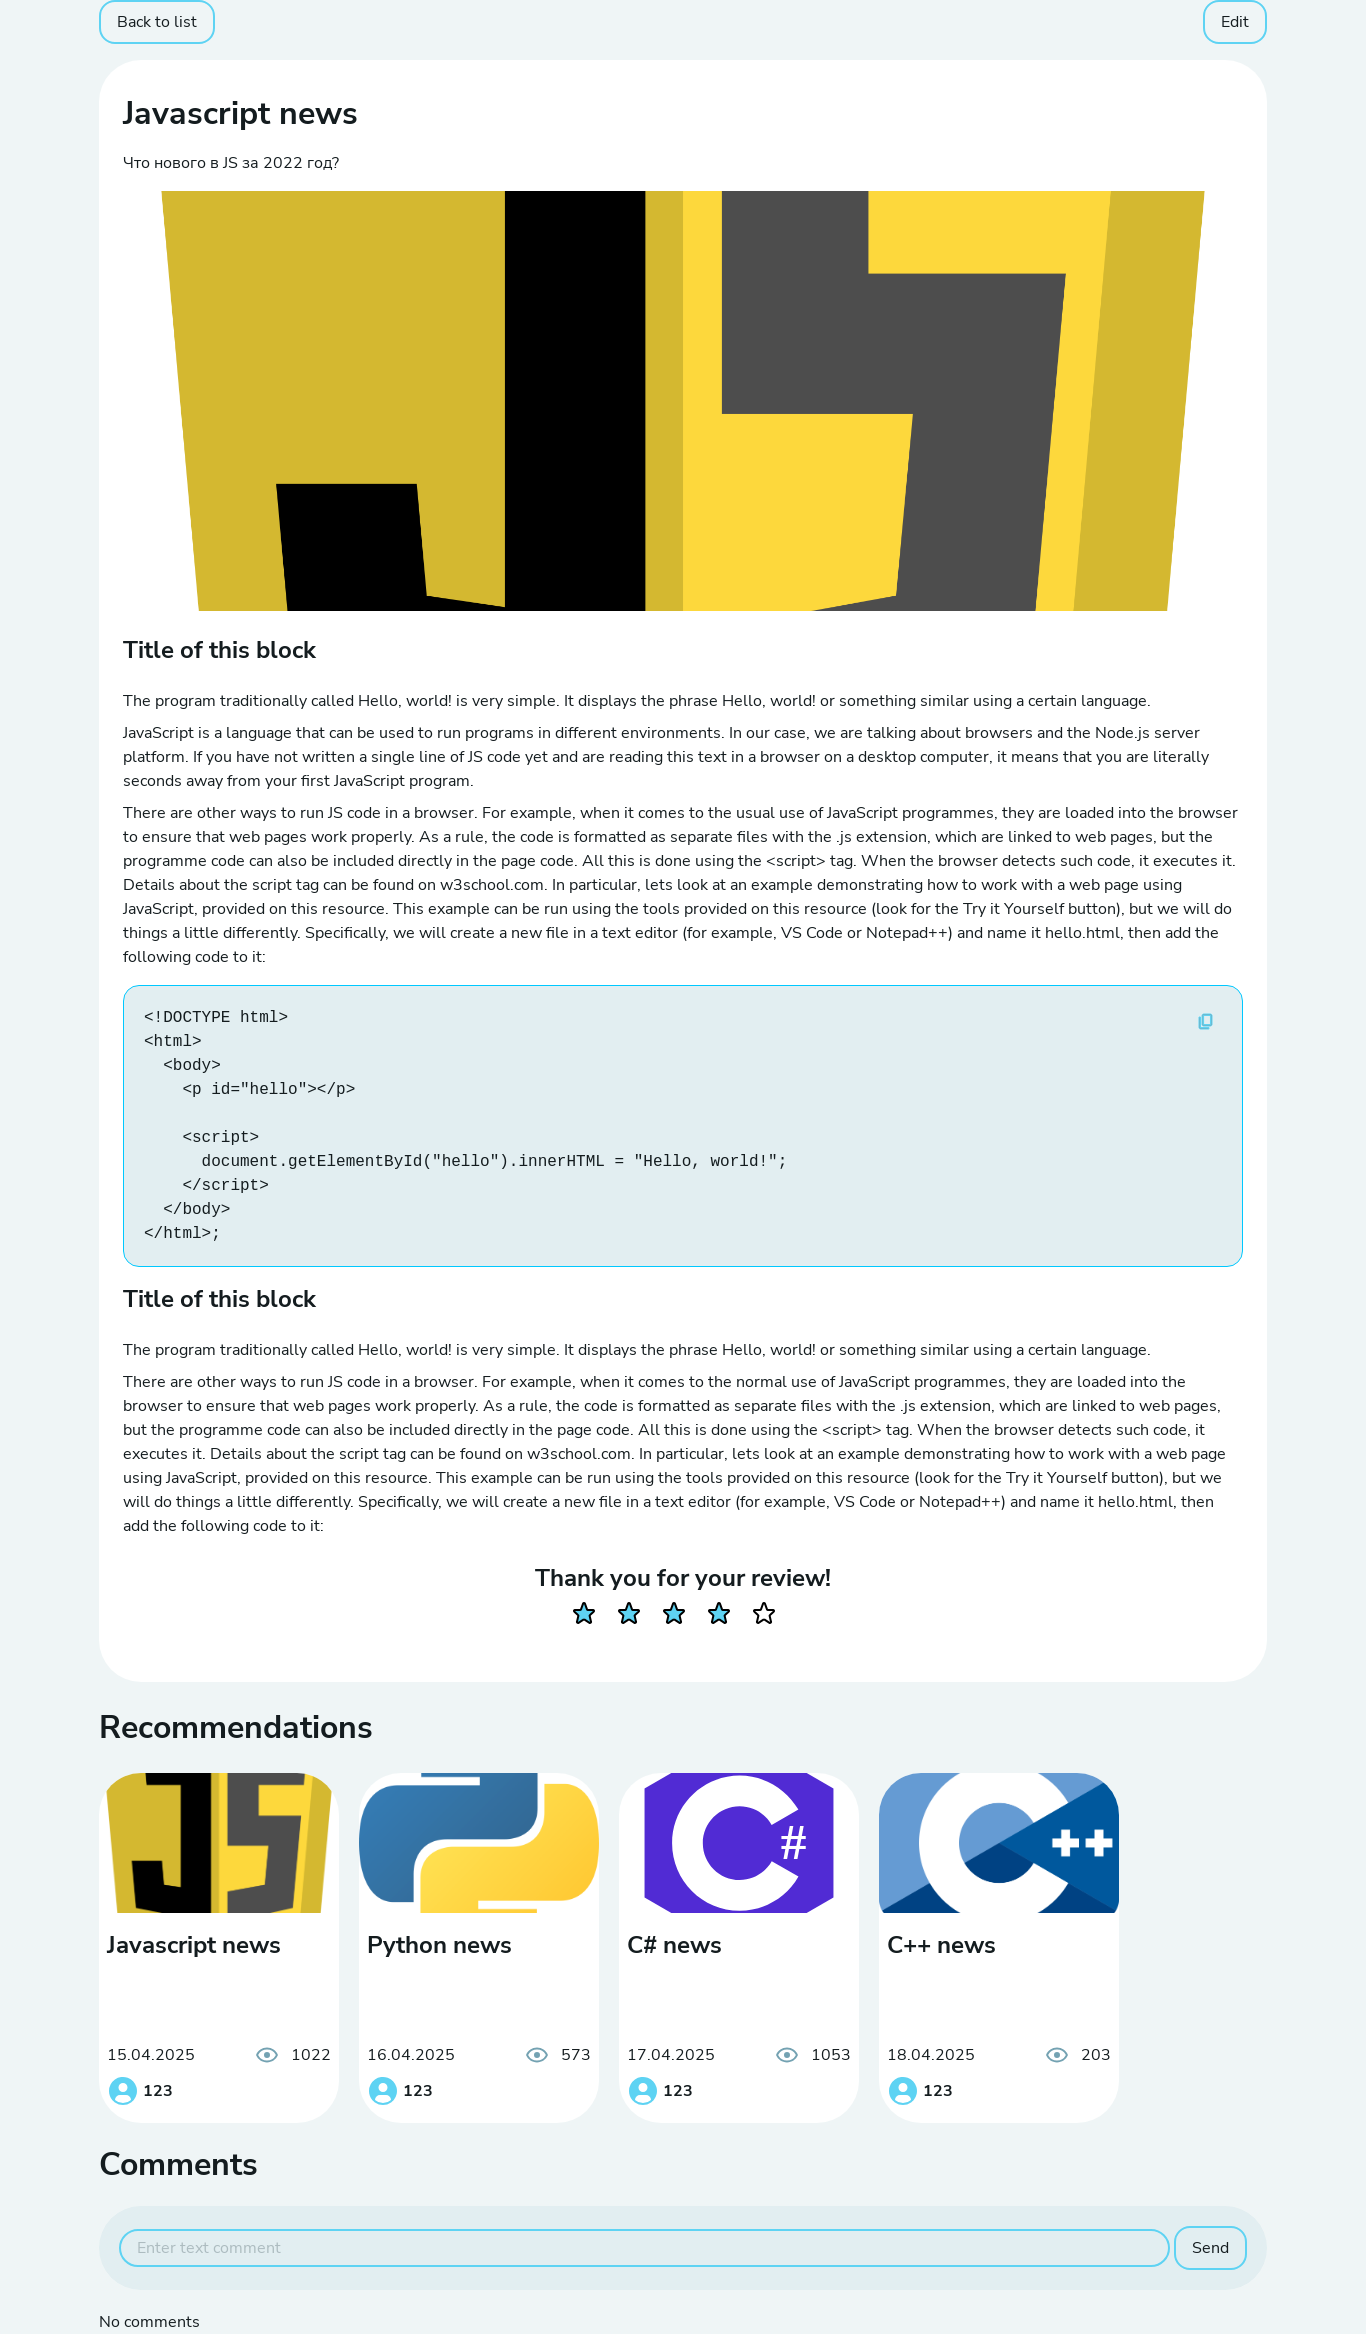 Back to list
Edit
Javascript news
Что нового в JS за 2022 год?
JS
Title of this block
The program traditionally called Hello, world! is very simple. It displays the phrase Hello, world! or something similar using a certain language.
JavaScript is a language that can be used to run programs in different environments. In our case, we are talking about browsers and the Node.js server
platform. If you have not written a single line of JS code yet and are reading this text in a browser on a desktop computer, it means that you are literally
seconds away from your first JavaScript program.
There are other ways to run JS code in a browser. For example, when it comes to the usual use of JavaScript programmes, they are loaded into the browser
to ensure that web pages work properly. As a rule, the code is formatted as separate files with the .js extension, which are linked to web pages, but the
programme code can also be included directly in the page code. All this is done using the <script> tag. When the browser detects such code, it executes it.
Details about the script tag can be found on w3school.com. In particular, lets look at an example demonstrating how to work with a web page using
JavaScript, provided on this resource. This example can be run using the tools provided on this resource (look for the Try it Yourself button), but we will do
things a little differently. Specifically, we will create a new file in a text editor (for example, VS Code or Notepad++) and name it hello.html, then add the
following code to it:
<!DOCTYPE html>
<html>
  <body>
    <p id="hello"></p>

    <script>
      document.getElementById("hello").innerHTML = "Hello, world!";
    </script>
  </body>
</html>;
Title of this block
The program traditionally called Hello, world! is very simple. It displays the phrase Hello, world! or something similar using a certain language.
There are other ways to run JS code in a browser. For example, when it comes to the normal use of JavaScript programmes, they are loaded into the
browser to ensure that web pages work properly. As a rule, the code is formatted as separate files with the .js extension, which are linked to web pages,
but the programme code can also be included directly in the page code. All this is done using the <script> tag. When the browser detects such code, it
executes it. Details about the script tag can be found on w3school.com. In particular, lets look at an example demonstrating how to work with a web page
using JavaScript, provided on this resource. This example can be run using the tools provided on this resource (look for the Try it Yourself button), but we
will do things a little differently. Specifically, we will create a new file in a text editor (for example, VS Code or Notepad++) and name it hello.html, then
add the following code to it:
Thank you for your review!
Recommendations
JS
C#
C++
Javascript news
Python news
C# news
C++ news
15.04.2025 1022
16.04.2025 573
17.04.2025 1053
18.04.2025 203
123
123
123
123
Comments
Enter text comment
Send
No comments